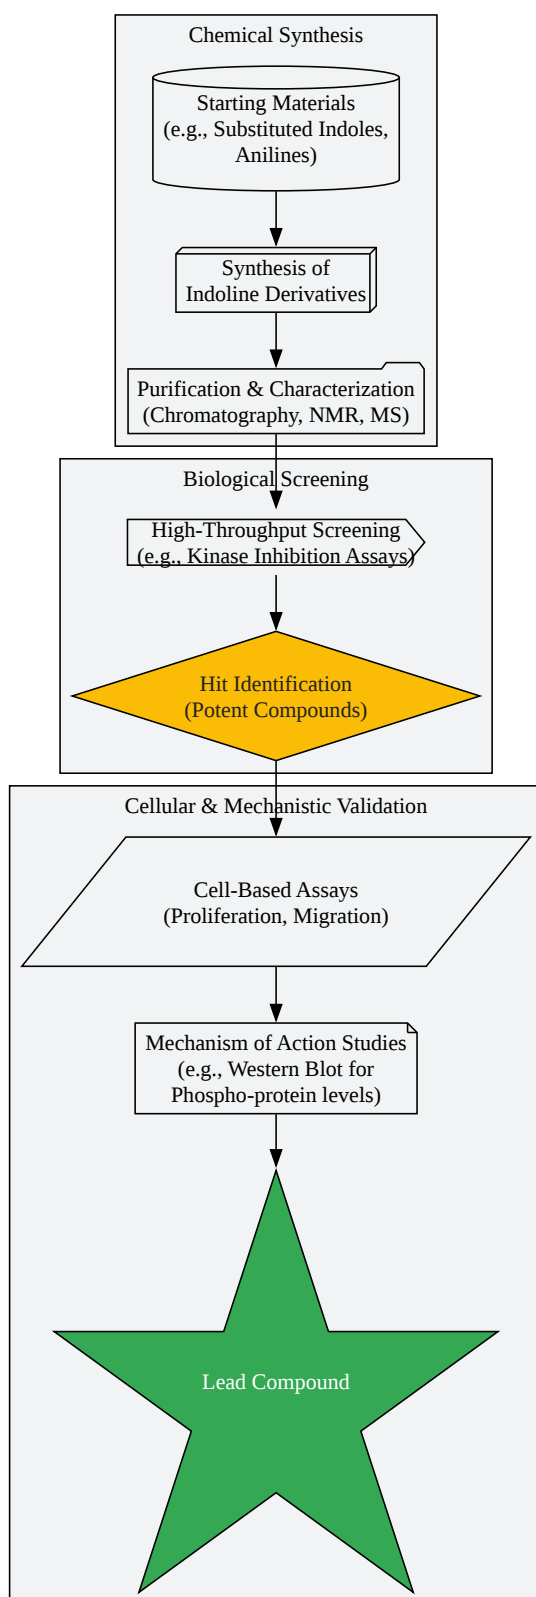 Chemical Synthesis
Starting Materials
(e.g., Substituted Indoles,
Anilines)
Synthesis of
Indoline Derivatives
Purification & Characterization
(Chromatography, NMR, MS)
Biological Screening
High-Throughput Screening
(e.g., Kinase Inhibition Assays)
Hit Identification
(Potent Compounds)
Cellular & Mechanistic Validation
Cell-Based Assays
(Proliferation, Migration)
Mechanism of Action Studies
(e.g., Western Blot for
Phospho-protein levels)
Lead Compound